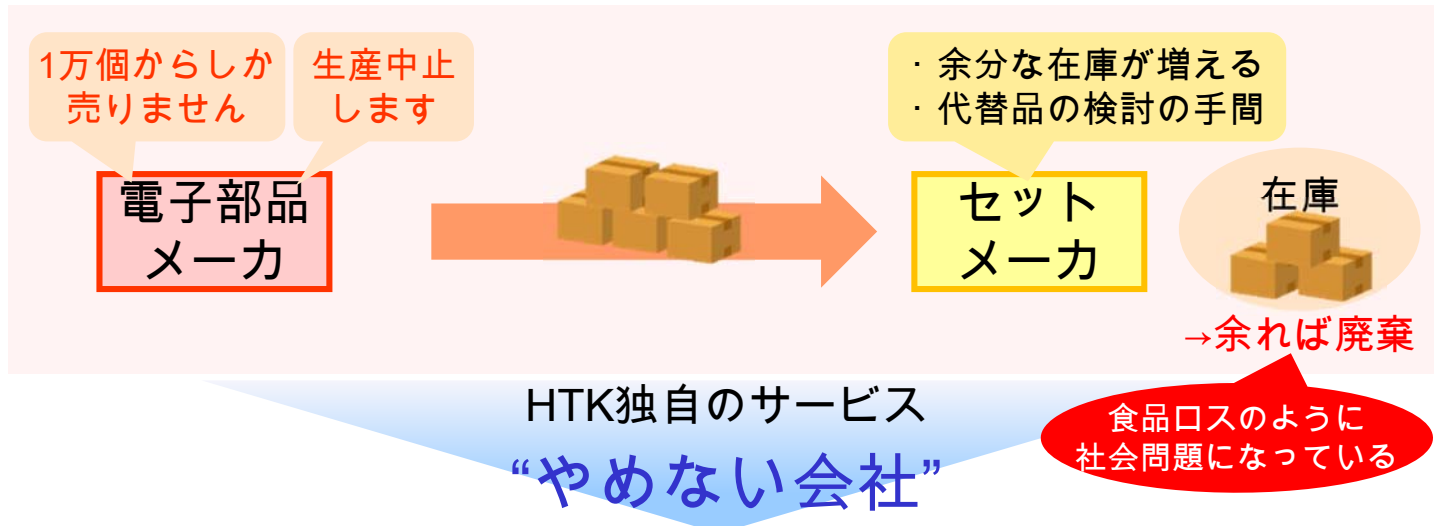 1万個からしか
売りません
生産中止
します
・余分な在庫が増える
・代替品の検討の手間
電子部品
メーカ
セット
メーカ
在庫
→余れば廃棄
HTK独自のサービス
“やめない会社”
食品ロスのように
社会問題になっている